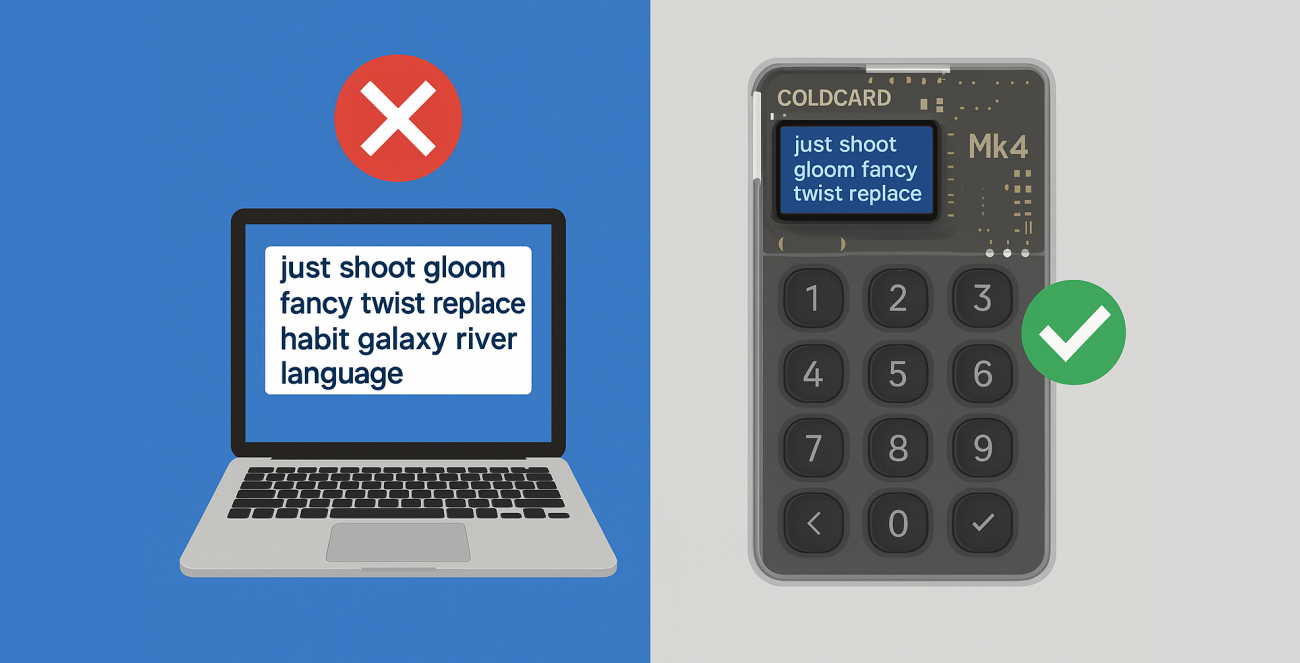 just shoot gloom
fancy twist replace
habit galaxy river
language
COLDCARD
Mk4
just shoot
gloom fancy
twist replace
1 2 3
4 5 6
7 8 9
0